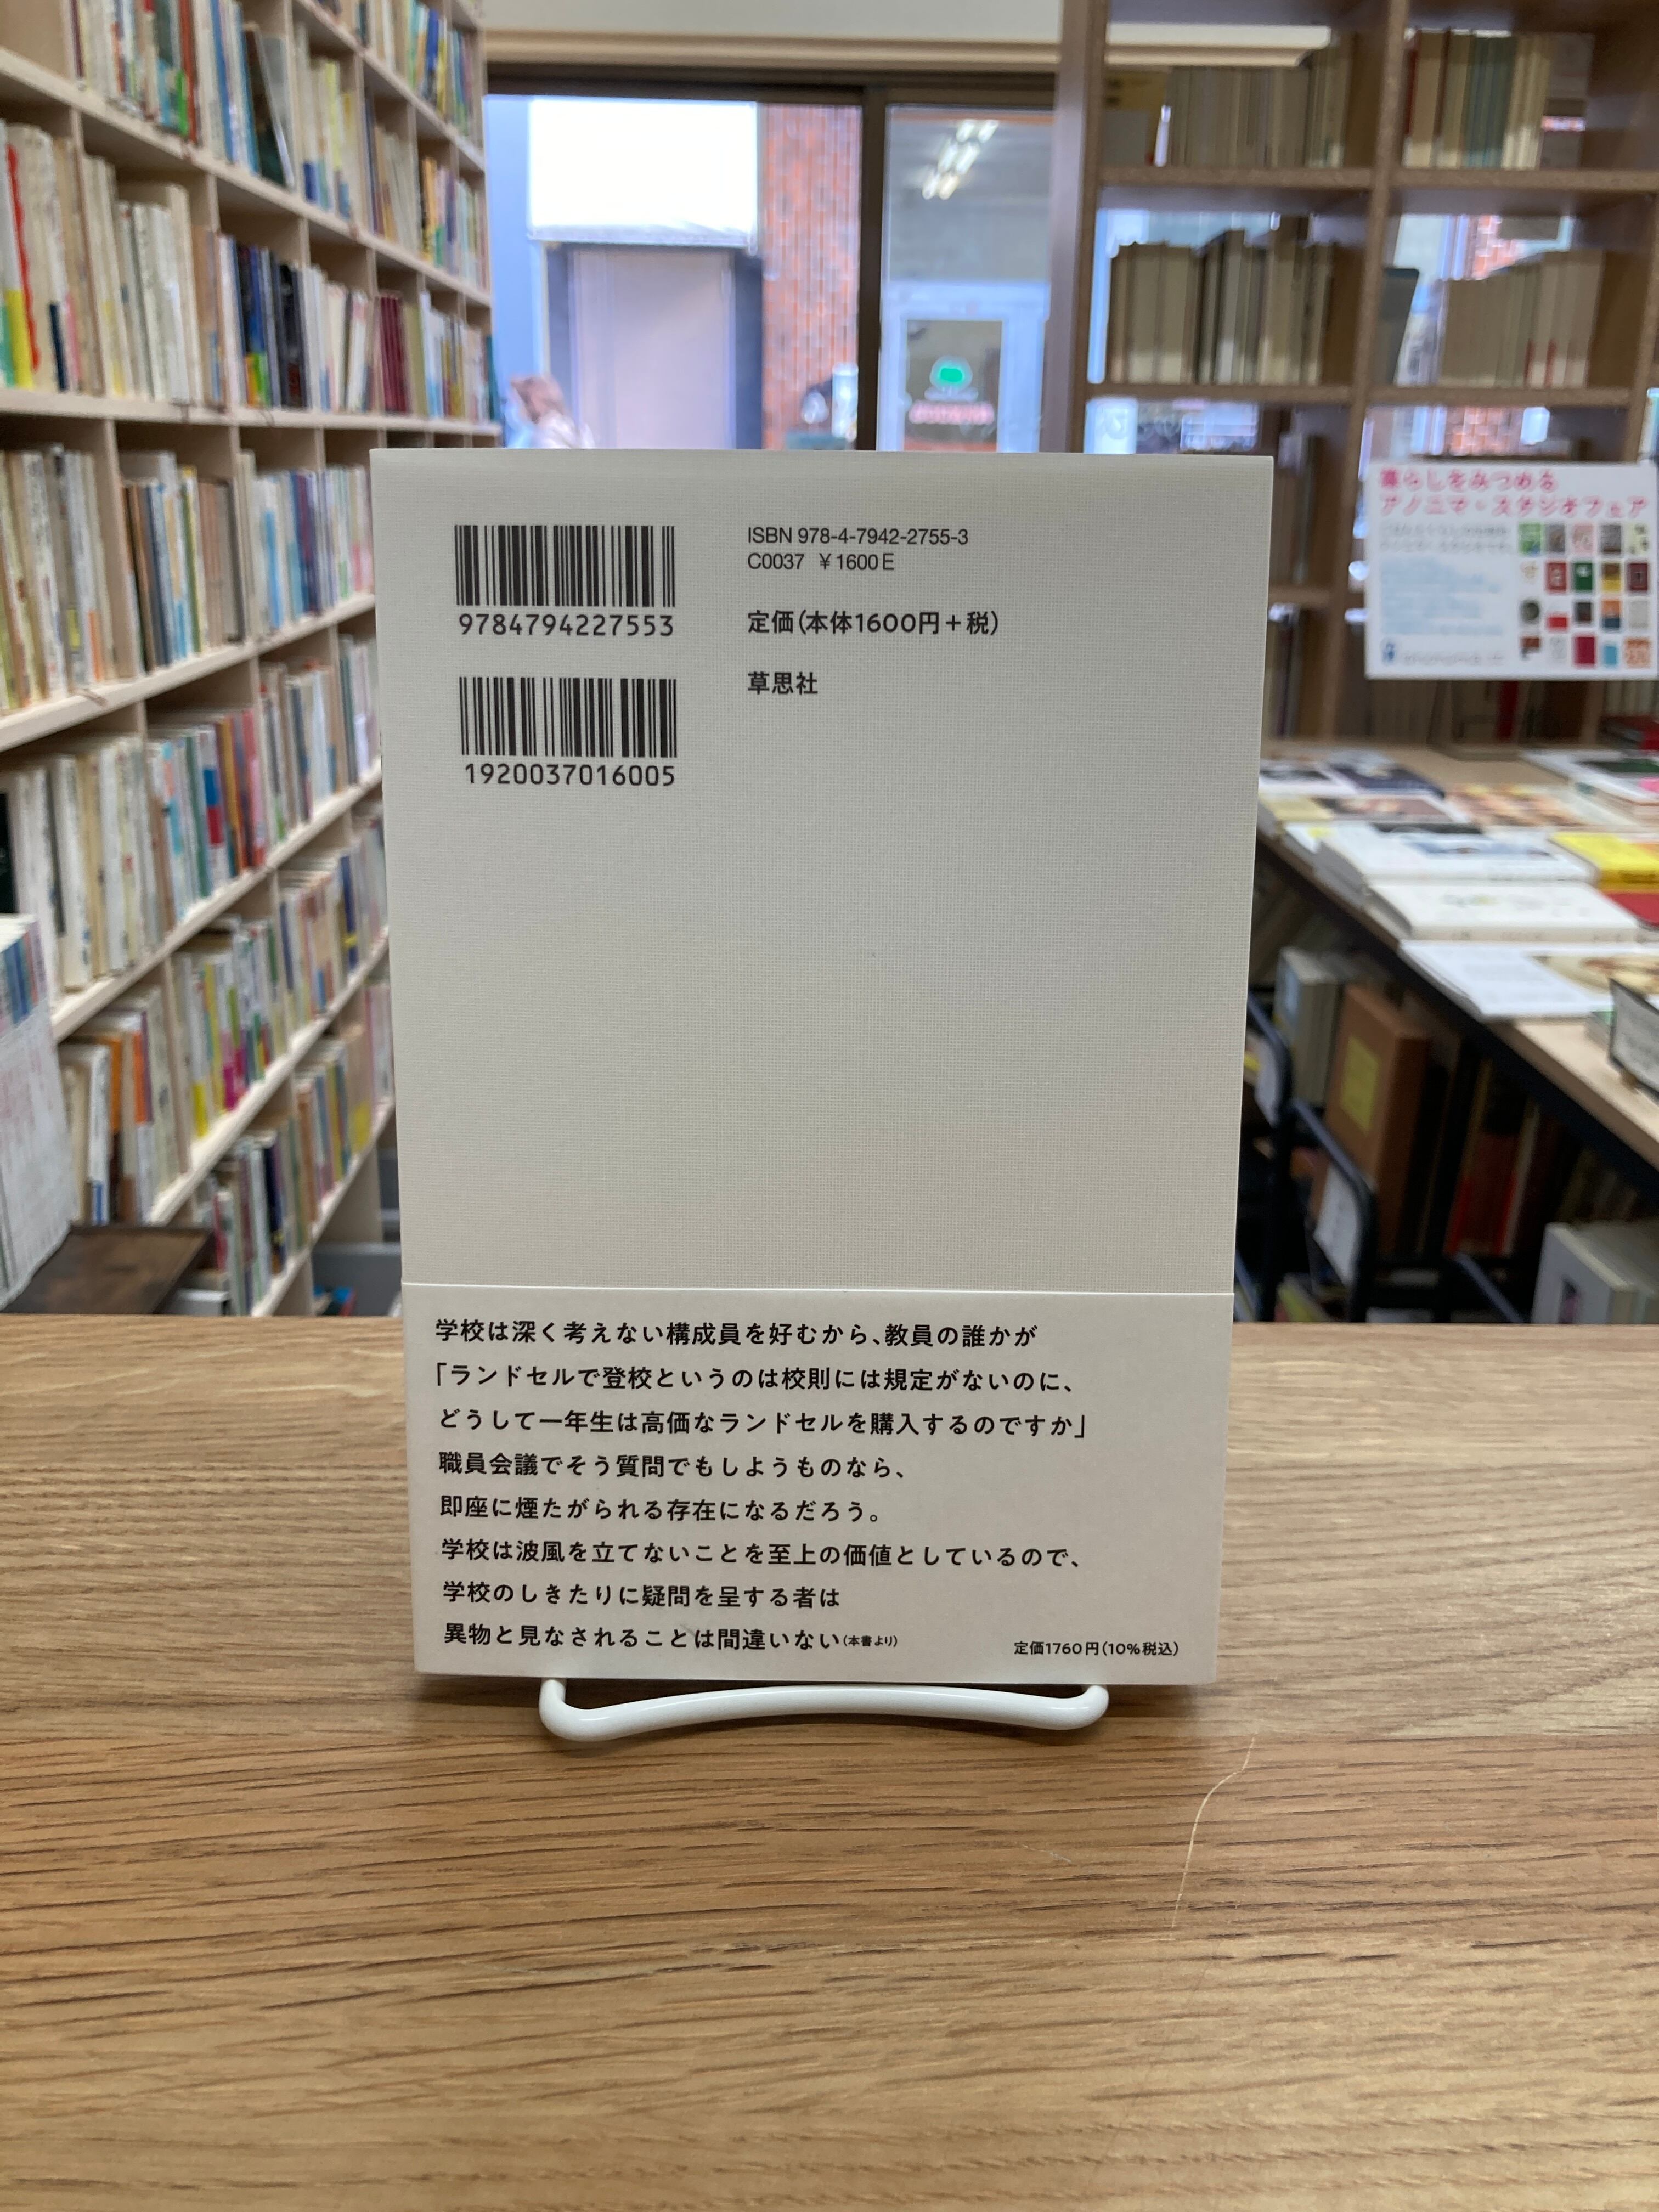 ISBN 978-4-7942-2755-3
C0037 ¥1600E
9784794227553
定価(本体1600円+税)
草思社
1920037016005
学校は深く考えない構成員を好むから、教員の誰かが
「ランドセルで登校というのは校則には規定がないのに、
どうして一年生は高価なランドセルを購入するのですか」
職員会議でそう質問でもしようものなら、
即座に煙たがられる存在になるだろう。
学校は波風を立てないことを至上の価値としているので、
学校のしきたりに疑問を呈する者は
異物と見なされることは間違いない(本書より)
定価1760円(10%税込)
暮らしをみつめる
アノニマ・スタジオフェア